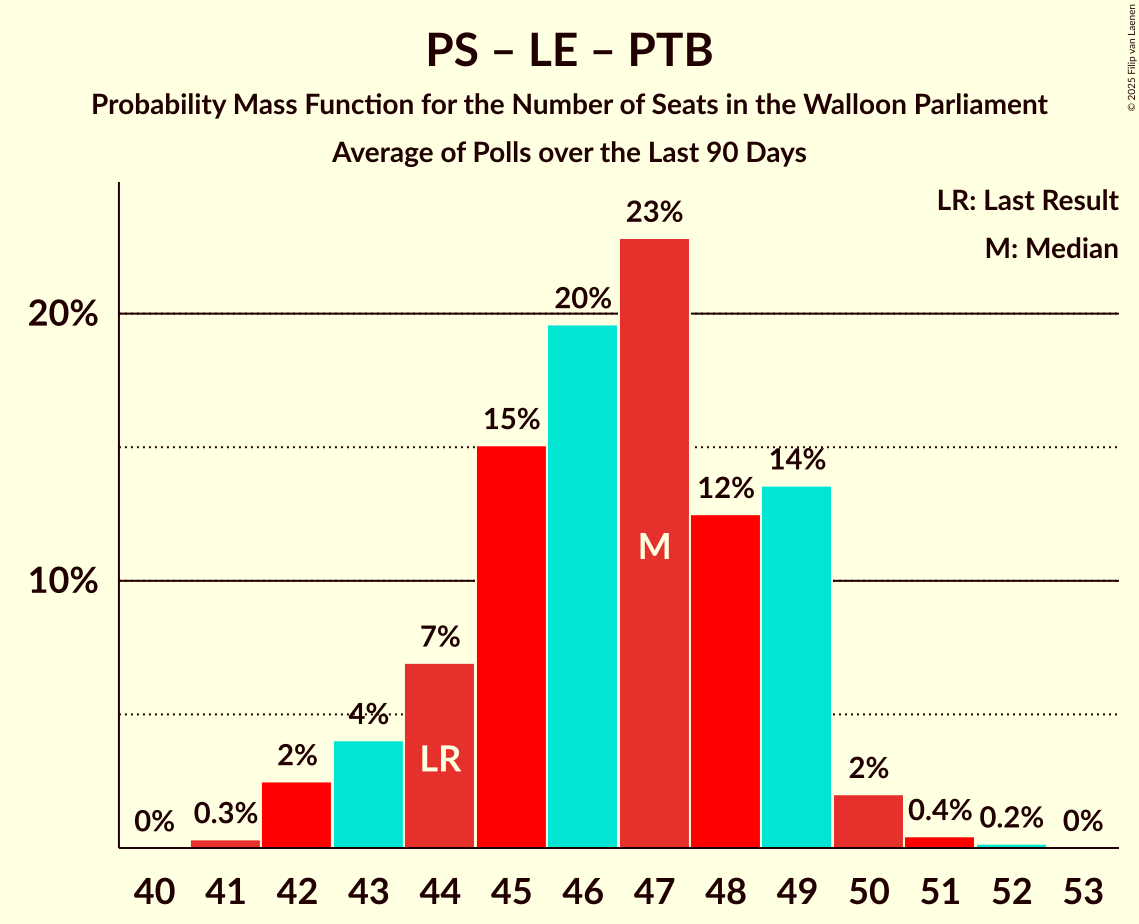 PS – LE – PTB
Probability Mass Function for the Number of Seats in the Walloon Parliament
Average of Polls over the Last 90 Days
© 2025 Filip van Laenen
LR: Last Result
M: Median
20%
10%
0%
0.3%
2%
4%
7%
15%
20%
23%
12%
14%
2%
0.4%
0.2%
0%
LR
M
40 41 42 43 44 45 46 47 48 49 50 51 52 53